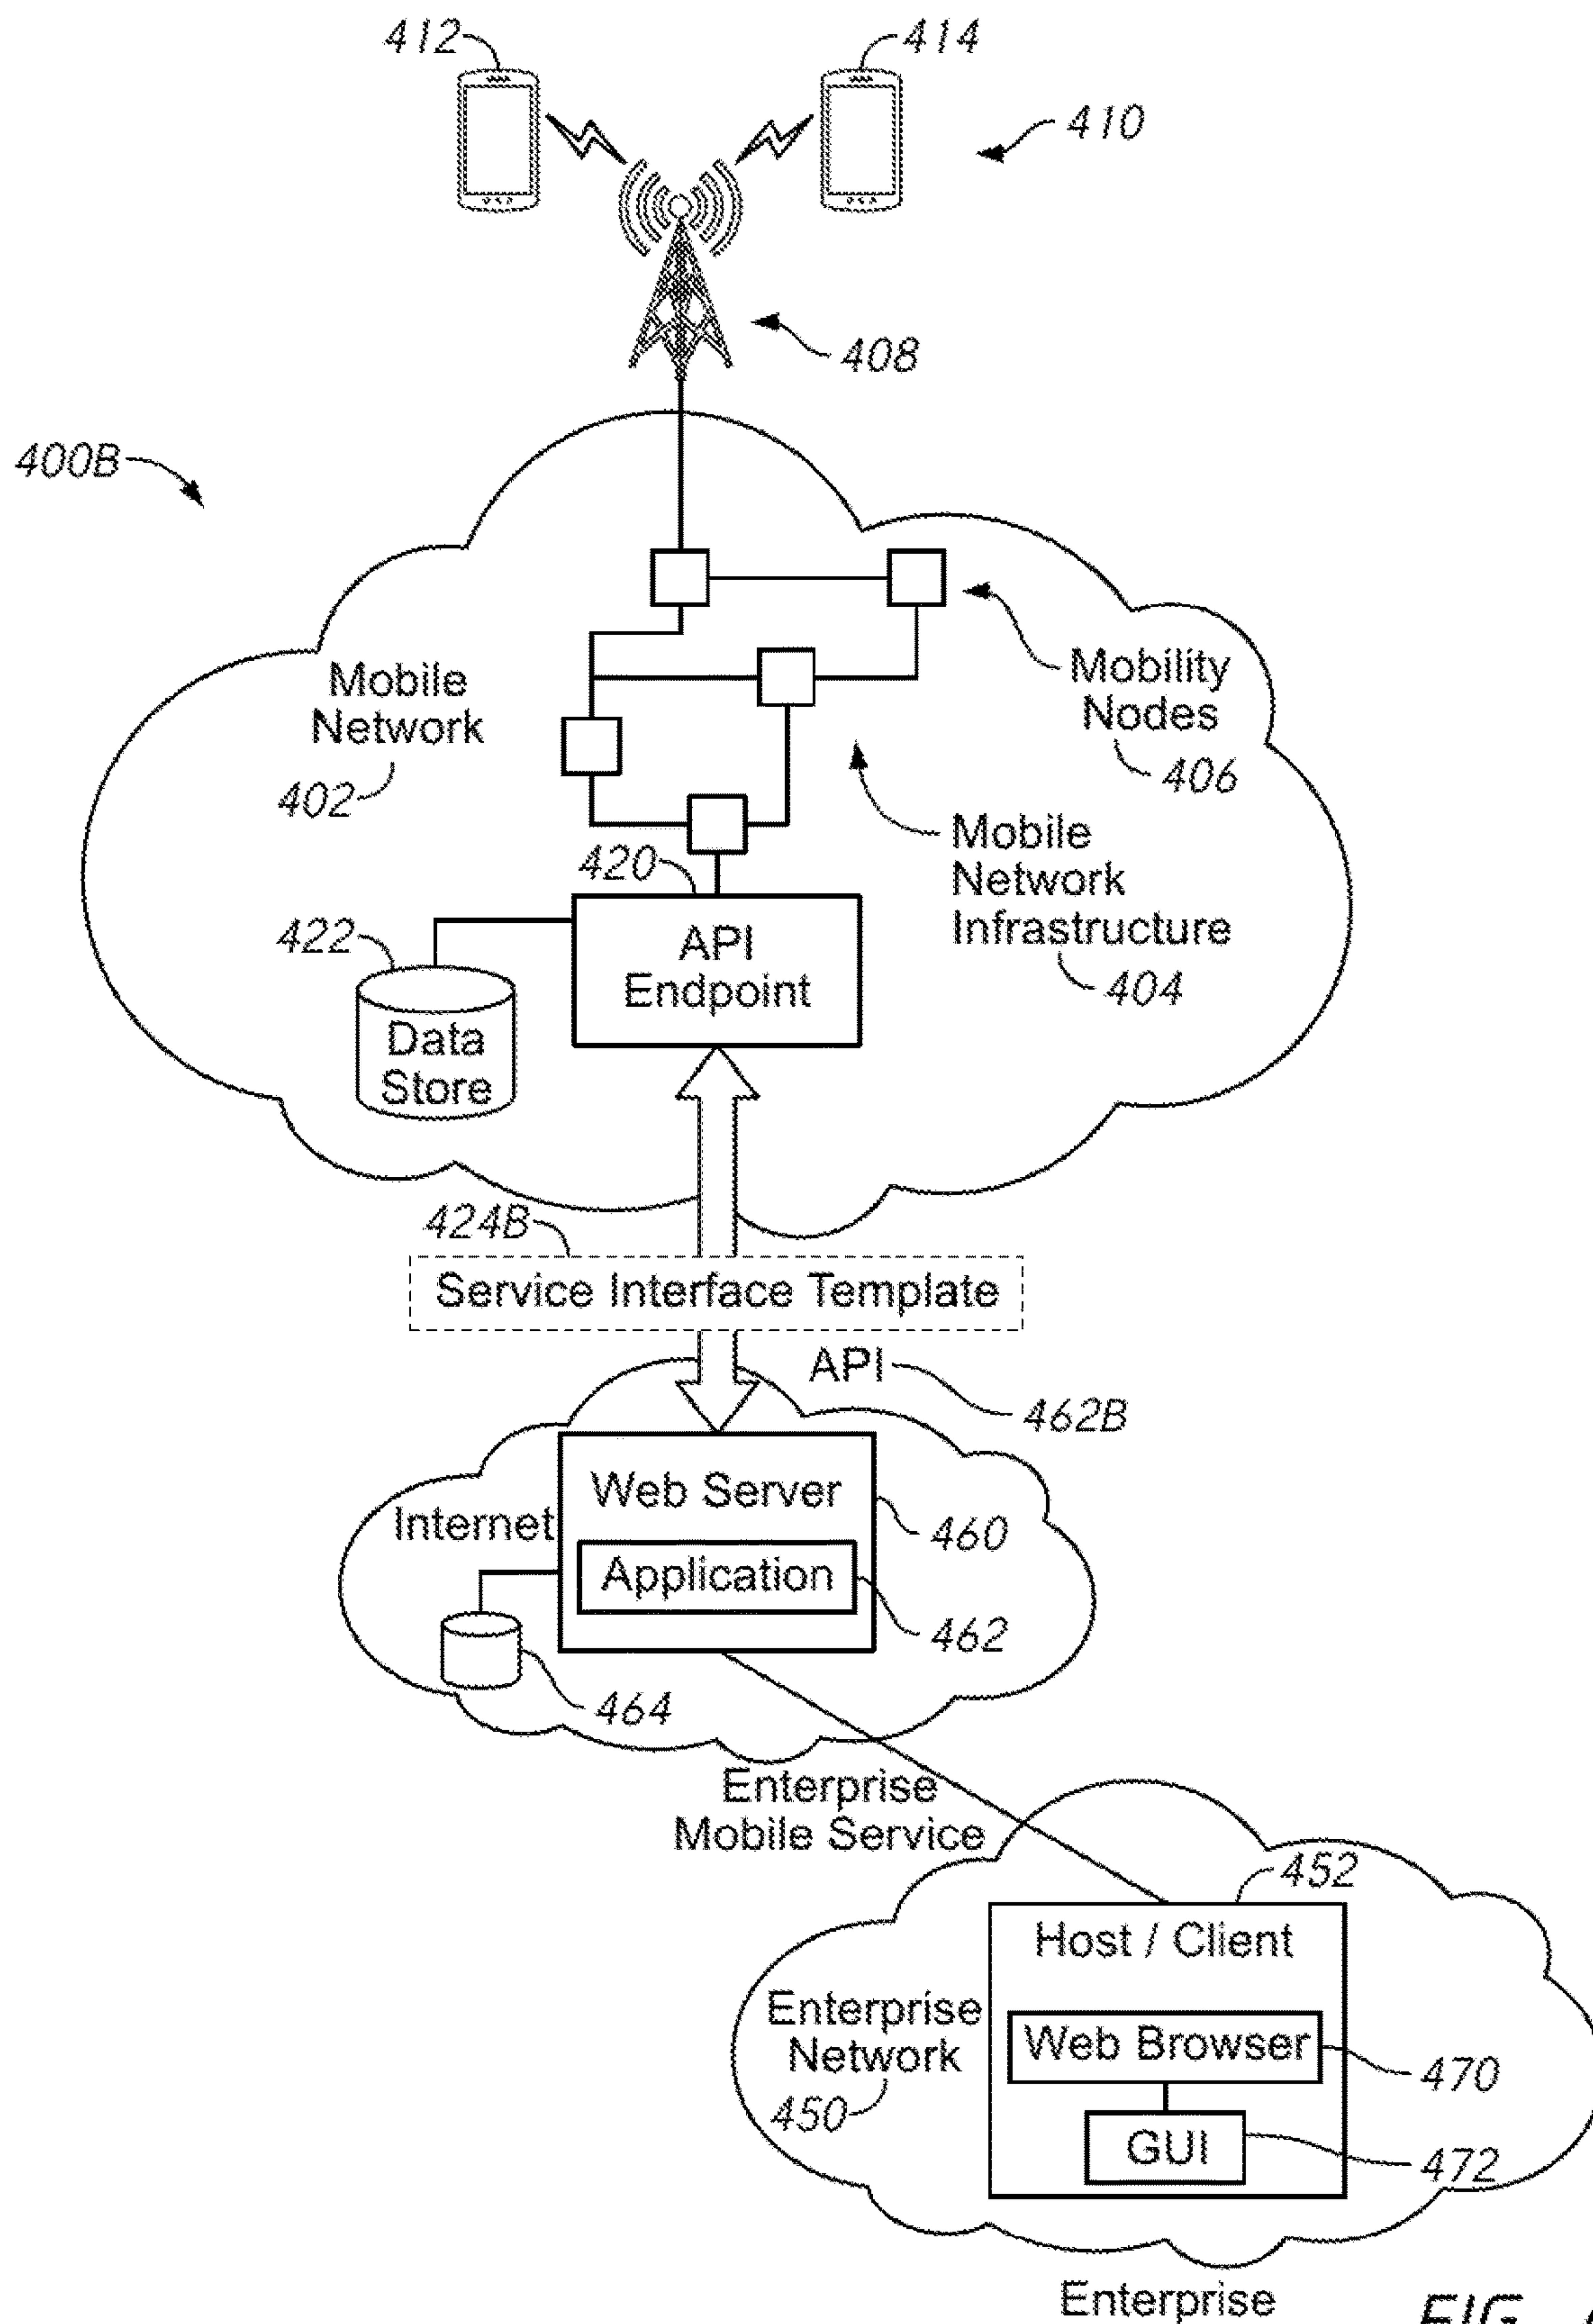 412
414
410
408
400B
Mobile
Network
402
Mobility
Nodes
406
Mobile
Network
Infrastructure
404
420
API
Endpoint
422
Data
Store
424B
Service Interface Template
API
462B
Web Server
Internet
460
Application
462
464
Enterprise
Mobile Service
452
Host / Client
Enterprise
Network
450
Web Browser
470
GUI
472
Enterprise
FIG.